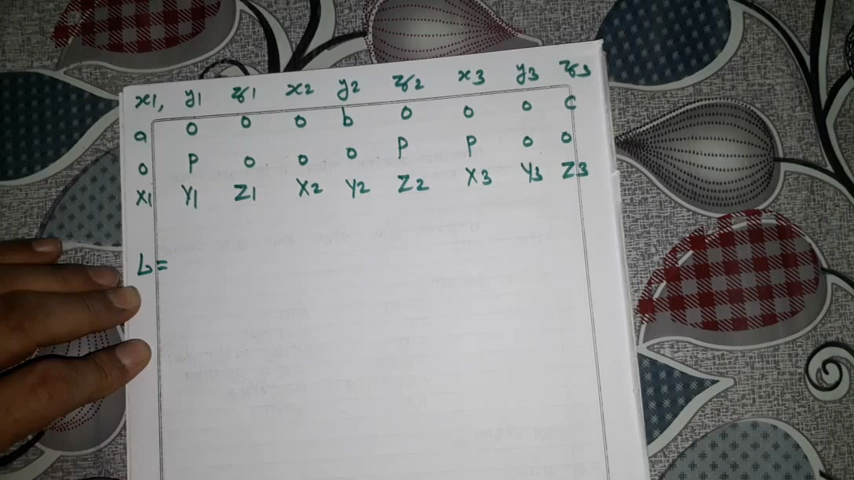 x1, y1 z1 x2 y2 z2 x3 y3 z3
a 0 0 0 b 0 0 0 c
0 P 0 0 0 P P 0 0
X1 Y1 Z1 X2 Y2 Z2 X3 Y3 Z3
L=